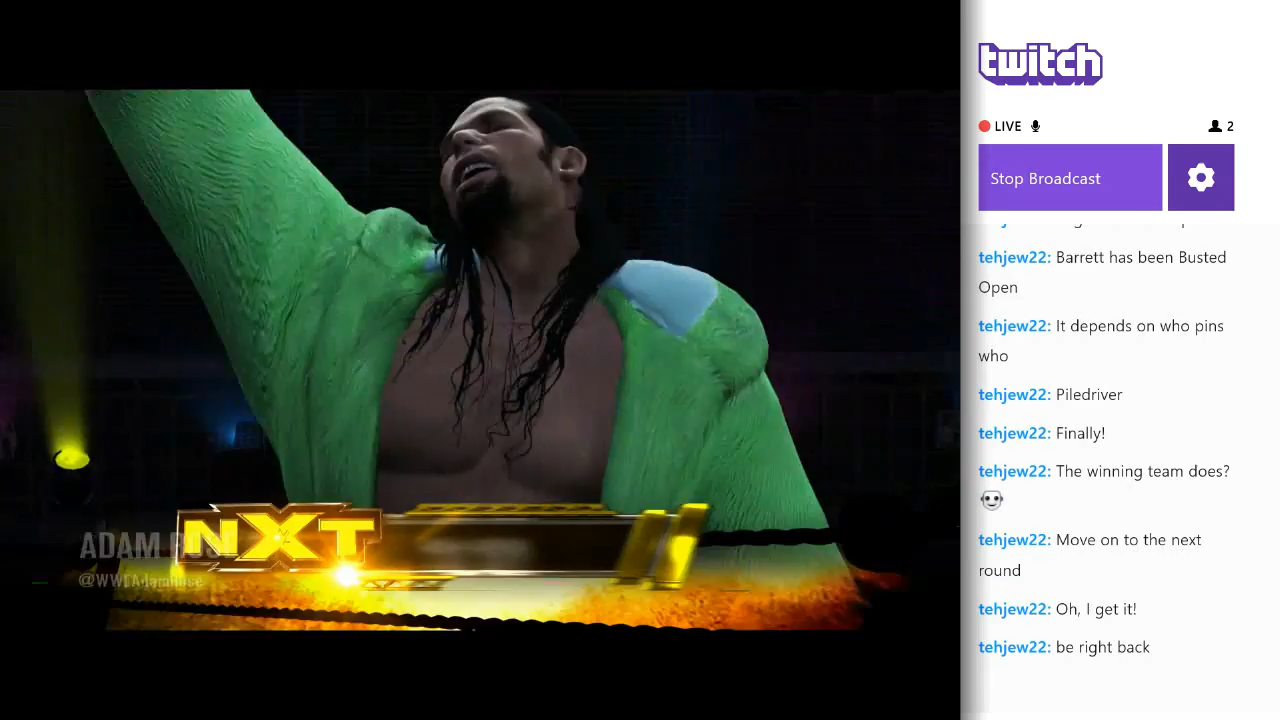 twitch
LIVE
2
Stop Broadcast
tehjew22: Barrett has been Busted
Open
tehjew22: It depends on who pins
who
tehjew22: Piledriver
tehjew22: Finally!
tehjew22: The winning team does?
tehjew22: Move on to the next
round
tehjew22: Oh, I get it!
tehjew22: be right back
NXT
ADAM ROSE
@WWEAdamRose